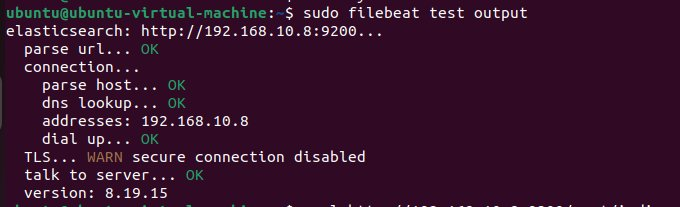 ubuntu@ubuntu-virtual-machine:~$ sudo filebeat test output
elasticsearch: http://192.168.10.8:9200...
  parse url... OK
  connection...
    parse host... OK
    dns lookup... OK
    addresses: 192.168.10.8
    dial up... OK
  TLS... WARN secure connection disabled
  talk to server... OK
  version: 8.19.15